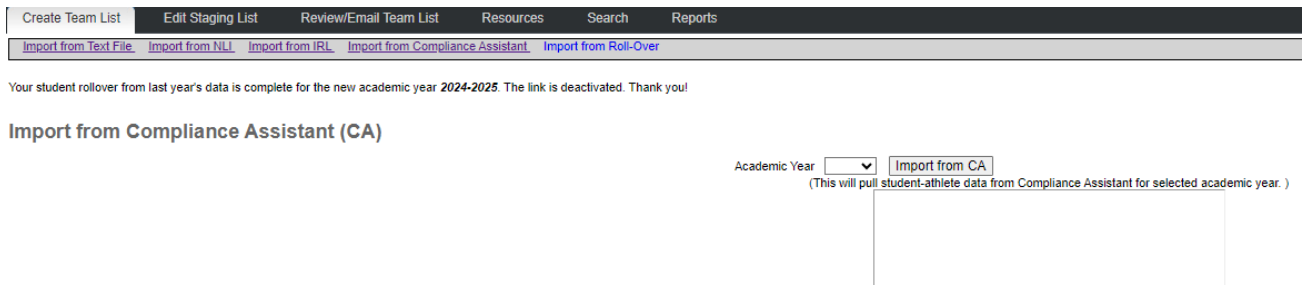 Create Team List Edit Staging List Review/Email Team List Resources Search Reports
Import from Text File Import from NLI Import from IRL Import from Compliance Assistant Import from Roll-Over
Your student rollover from last year's data is complete for the new academic year 2024-2025. The link is deactivated. Thank you!
Import from Compliance Assistant (CA)
Academic Year Import from CA
(This will pull student-athlete data from Compliance Assistant for selected academic year. )